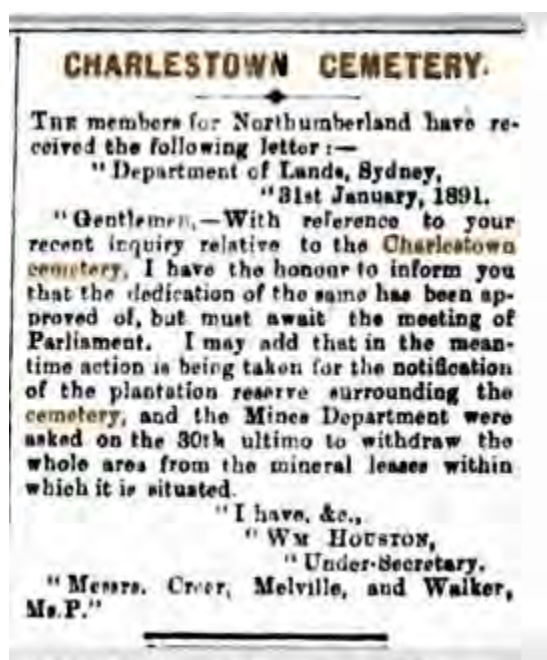 CHARLESTOWN CEMETERY.
THE members for Northumberland have re-
ceived the following letter:—
"Department of Lands, Sydney,
"31st January, 1891.
"Gentlemen,—With reference to your
recent inquiry relative to the Charlestown
cemetery, I have the honour to inform you
that the dedication of the same has been ap-
proved of, but must await the meeting of
Parliament. I may add that in the mean-
time action is being taken for the notification
of the plantation reserve surrounding the
cemetery, and the Mines Department were
asked on the 30th ultimo to withdraw the
whole area from the mineral leases within
which it is situated.
"I have, &c.,
"WM HOUSTON,
"Under-Secretary.
"Messrs. Creer, Melville, and Walker,
Ms.P."